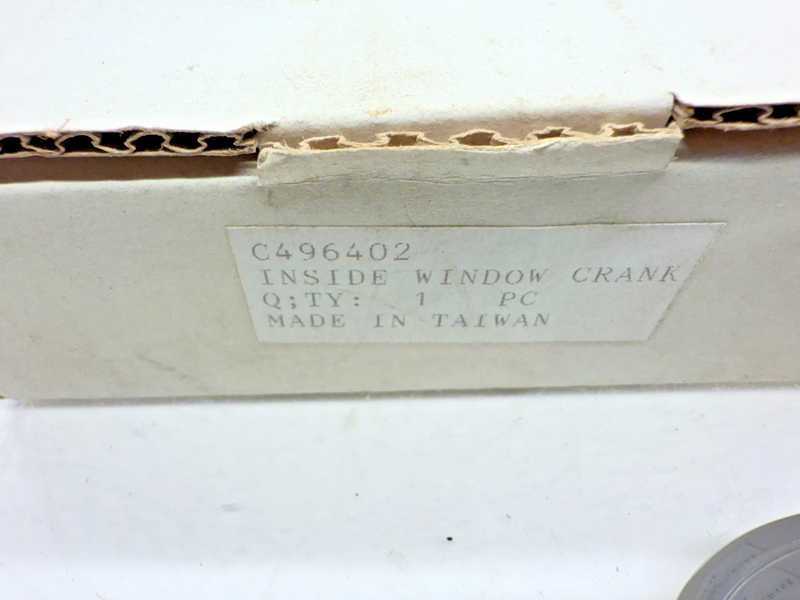 C496402
INSIDE WINDOW CRANK
Q;TY: 1 PC
MADE IN TAIWAN